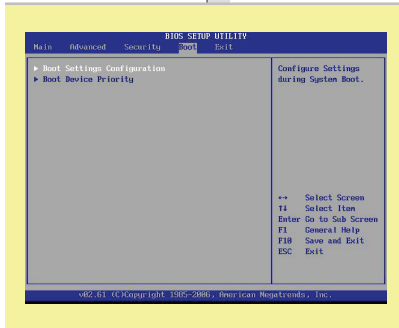 BIOS SETUP UTILITY
Main Advanced Security Boot Exit
▶ Boot Settings Configuration
▶ Boot Device Priority
Configure Settings
during System Boot.
↔ Select Screen
↑↓ Select Item
Enter Go to Sub Screen
F1 General Help
F10 Save and Exit
ESC Exit
v02.61 (C)Copyright 1985-2006, American Megatrends, Inc.